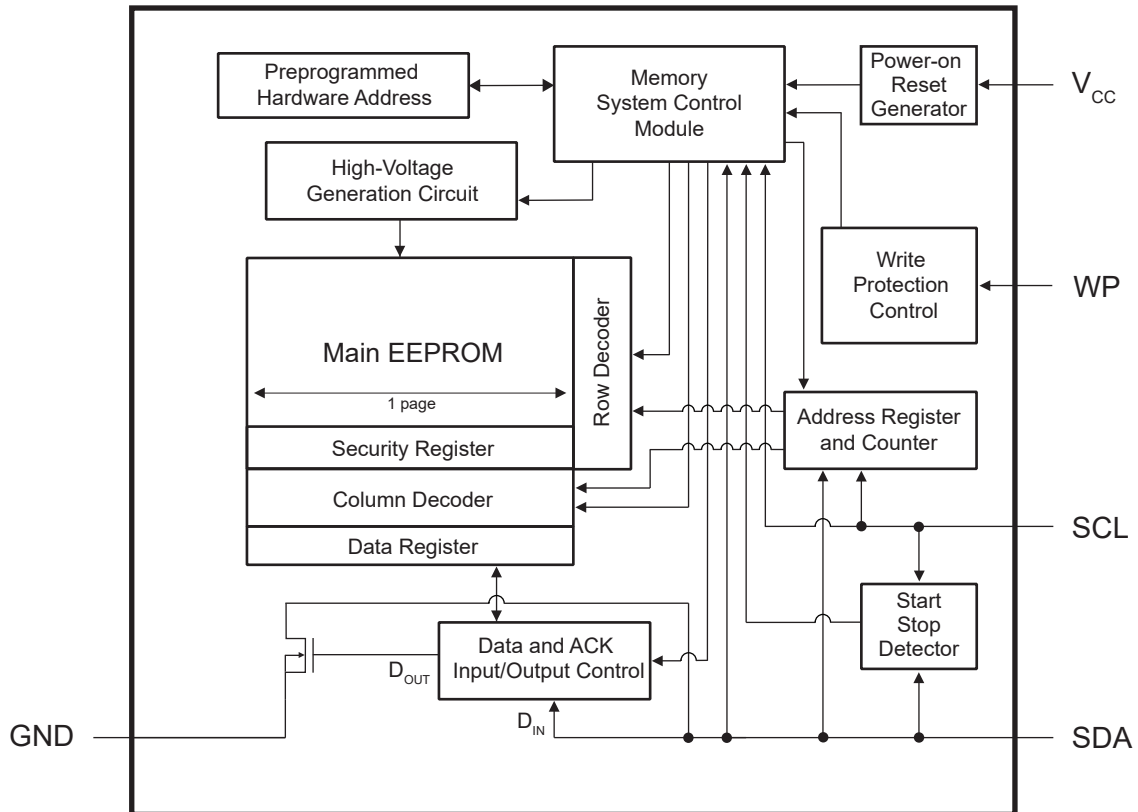 Preprogrammed
Hardware Address
Memory
System Control
Module
Power-on
Reset
Generator
VCC
High-Voltage
Generation Circuit
Write
Protection
Control
WP
Main EEPROM
1 page
Row Decoder
Address Register
and Counter
Security Register
Column Decoder
Data Register
SCL
Start
Stop
Detector
Data and ACK
Input/Output Control
DOUT
DIN
GND
SDA